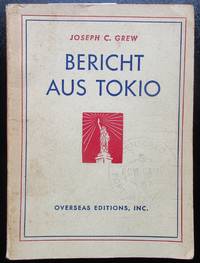 JOSEPH C. GREW
BERICHT
AUS TOKIO
OVERSEAS EDITIONS, INC.